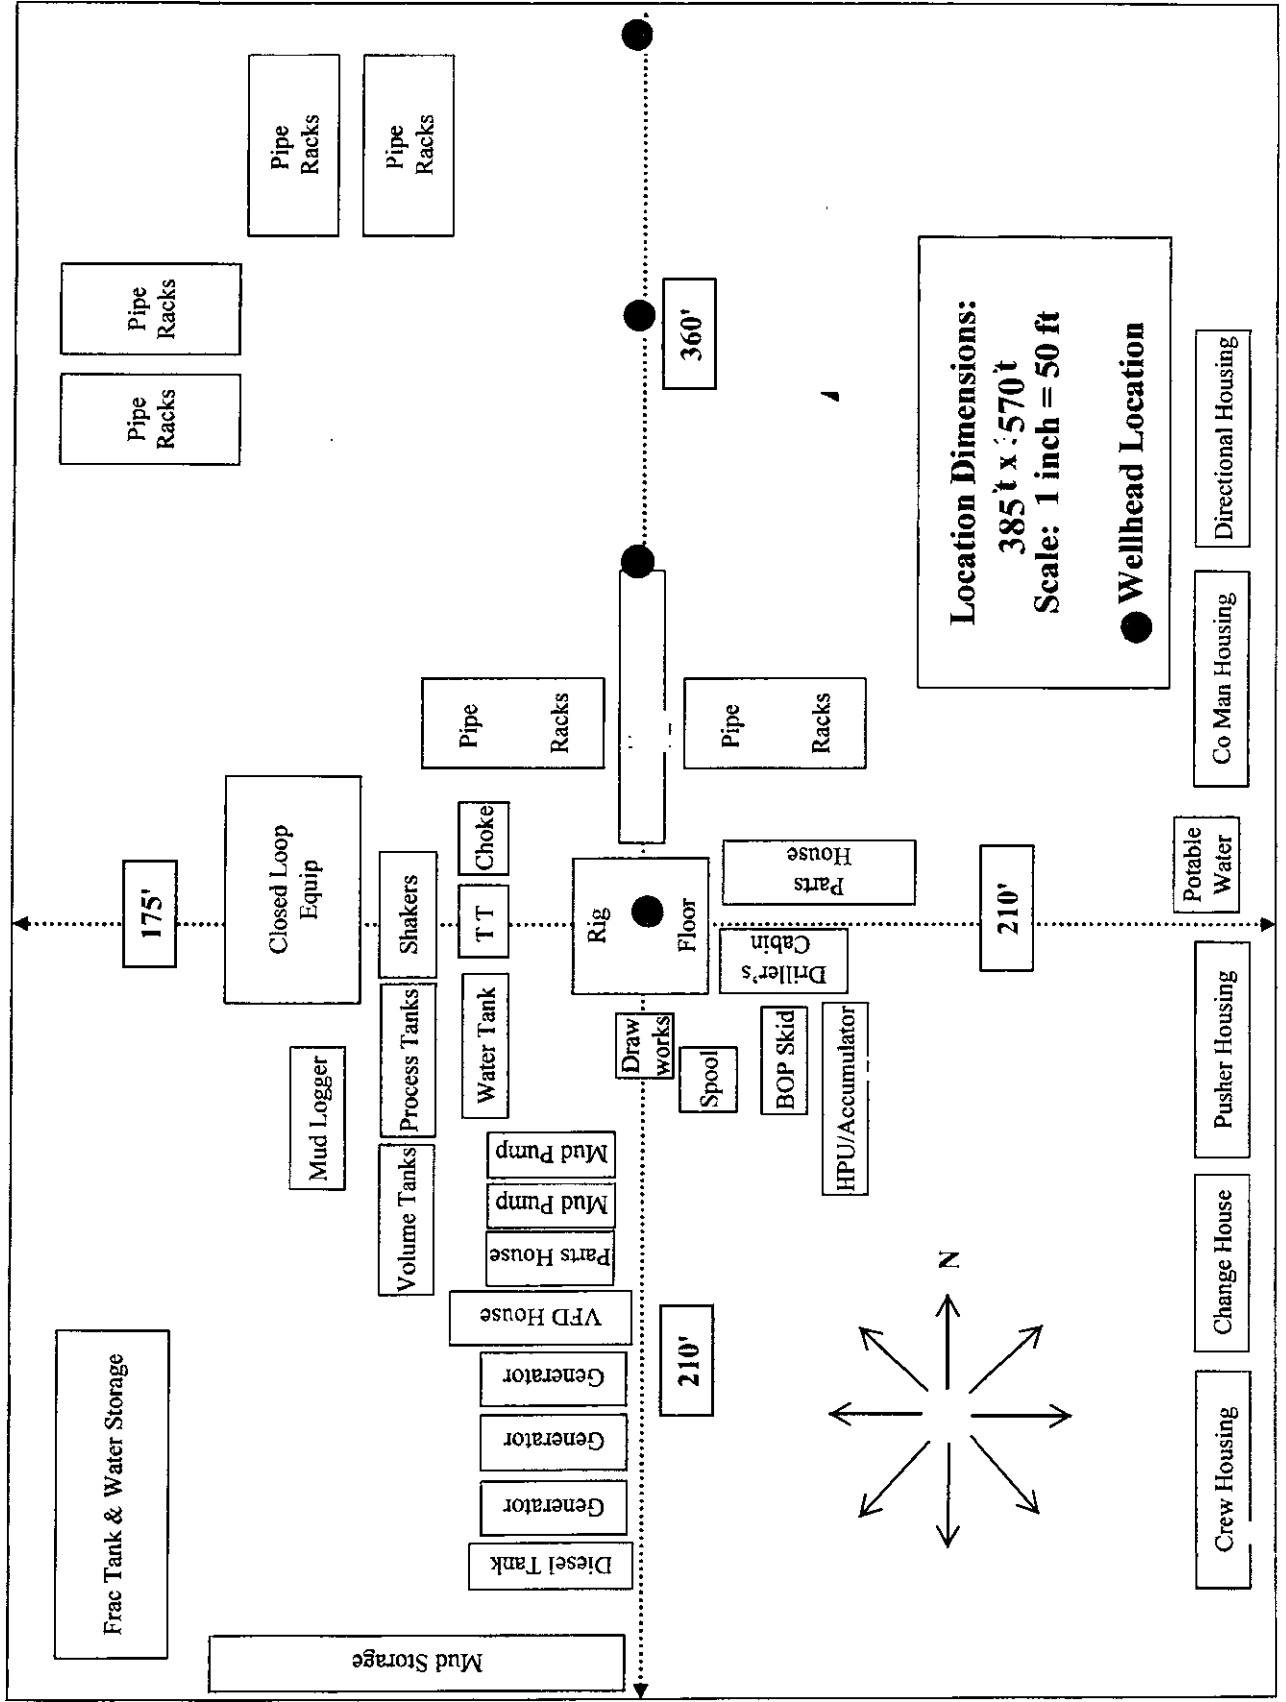 Frac Tank & Water Storage
Pipe
Racks
Pipe
Racks
Pipe
Racks
Pipe
Racks
175'
Closed Loop
Equip
Mud Logger
Volume Tanks
Process Tanks
Shakers
Mud Storage
Diesel Tank
Generator
Generator
Generator
VFD House
Parts House
Mud Pump
Mud Pump
Water Tank
T T
Choke
Pipe
Racks
Rig
Floor
Draw
works
Spool
210'
360'
Pipe
Racks
Driller's
Cabin
Parts
House
BOP Skid
HPU/Accumulator
N
210'
Location Dimensions:
385't x 570't
Scale: 1 inch = 50 ft
Wellhead Location
Crew Housing
Change House
Pusher Housing
Potable
Water
Co Man Housing
Directional Housing